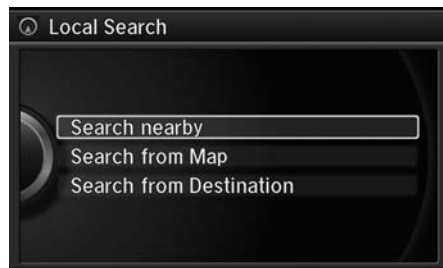 Local Search
Search nearby
Search from Map
Search from Destination